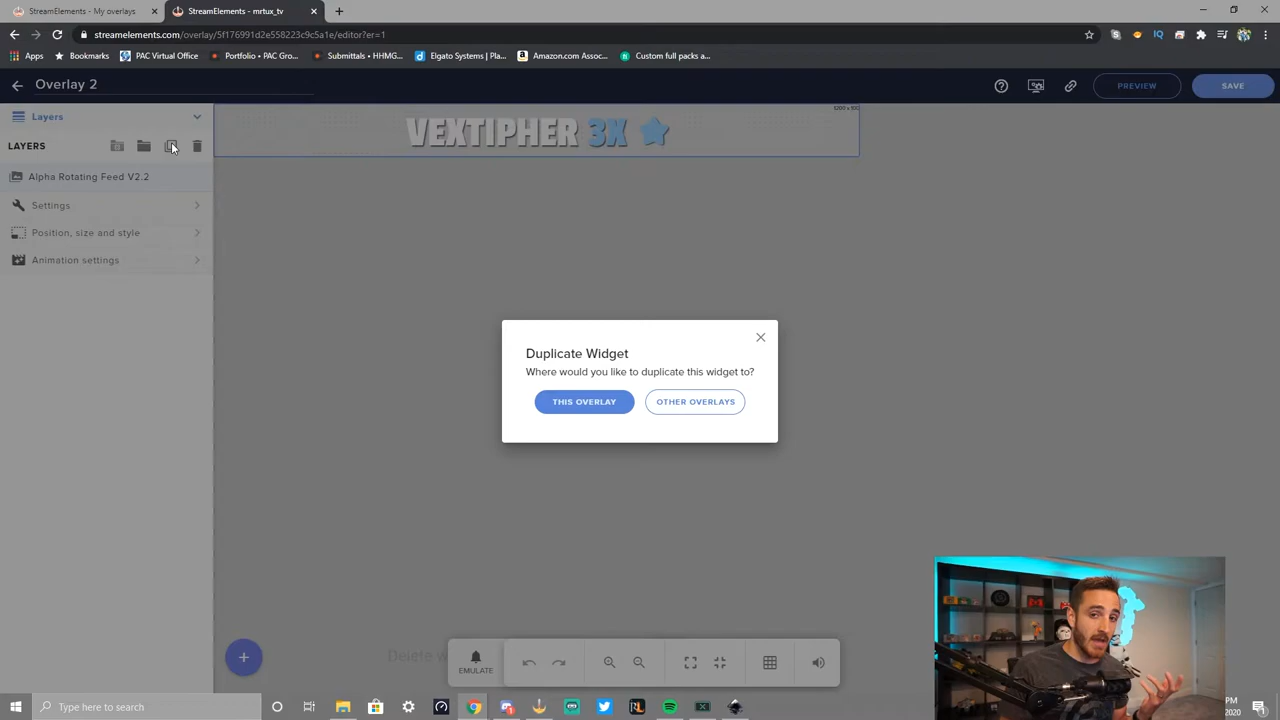 StreamElements - My overlays
StreamElements - mrtux_tv
streamelements.com/overlay/5f176991d2e558223c9c5a1e/editor?er=1
Apps
Bookmarks
PAC Virtual Office
Portfolio • PAC Gro...
Submittals • HHMG...
Elgato Systems | Pla...
Amazon.com Assoc...
Custom full packs a...
Overlay 2
PREVIEW
SAVE
Layers
LAYERS
VEXTIPHER 3X
Alpha Rotating Feed V2.2
Settings
Position, size and style
Animation settings
Duplicate Widget
Where would you like to duplicate this widget to?
THIS OVERLAY
OTHER OVERLAYS
Delete w
EMULATE
Type here to search
PM
2020